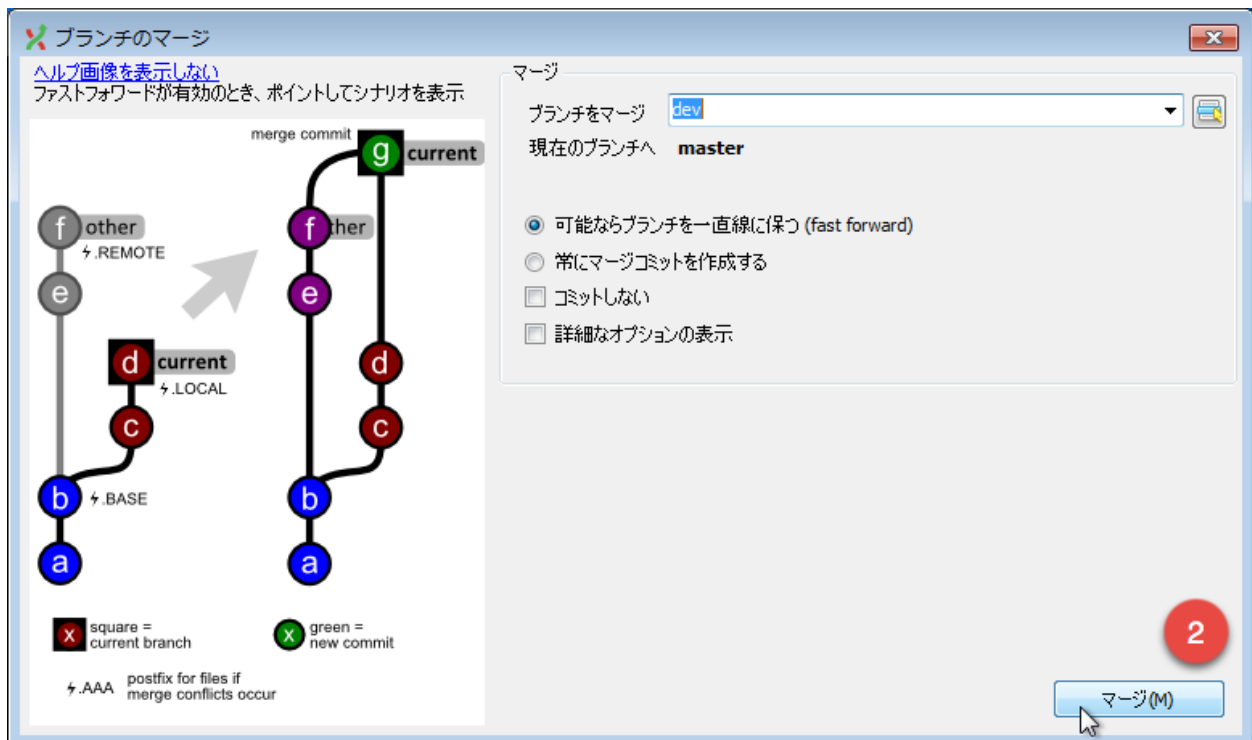 ブランチのマージ
ヘルプ画像を表示しない
ファストフォワードが有効のとき、ポイントしてシナリオを表示
merge commit
g current
f other
f ther
⚡.REMOTE
e
e
d current
d
⚡.LOCAL
c
c
b ⚡.BASE
b
a
a
x square =
current branch
x green =
new commit
⚡.AAA postfix for files if
merge conflicts occur
マージ
ブランチをマージ dev
現在のブランチへ master
可能ならブランチを一直線に保つ (fast forward)
常にマージコミットを作成する
コミットしない
詳細なオプションの表示
2
マージ(M)